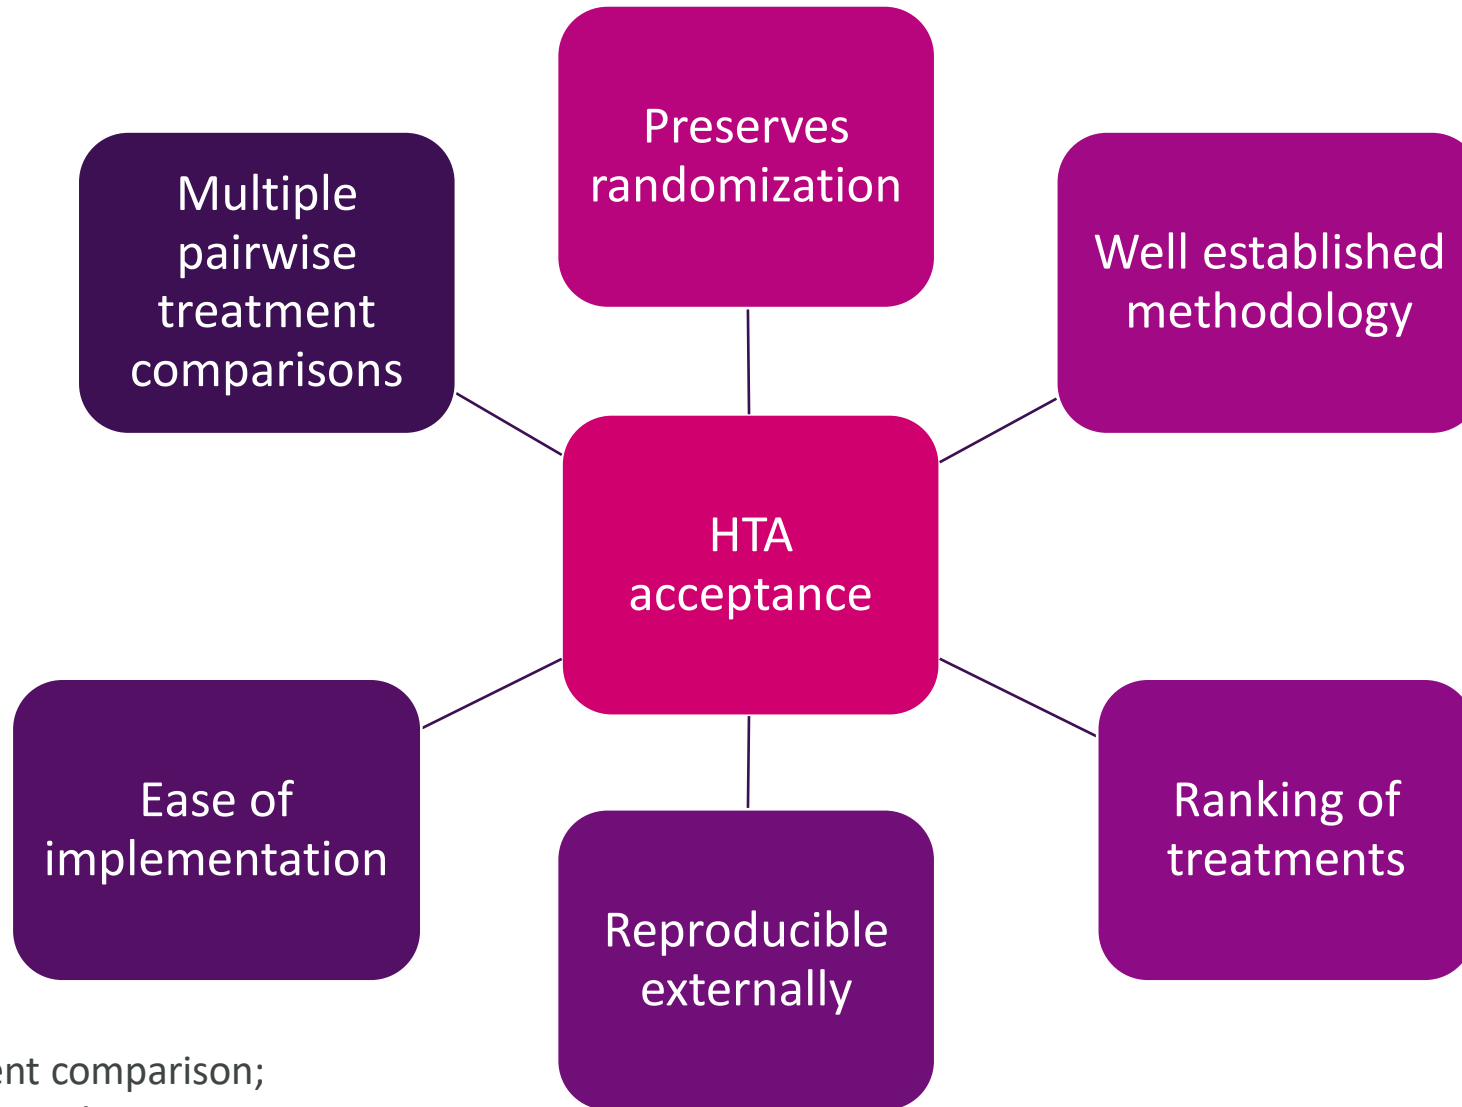 Preserves
randomization
Multiple
pairwise
treatment
comparisons
Well established
methodology
HTA
acceptance
Ease of
implementation
Ranking of
treatments
Reproducible
externally
comparison;